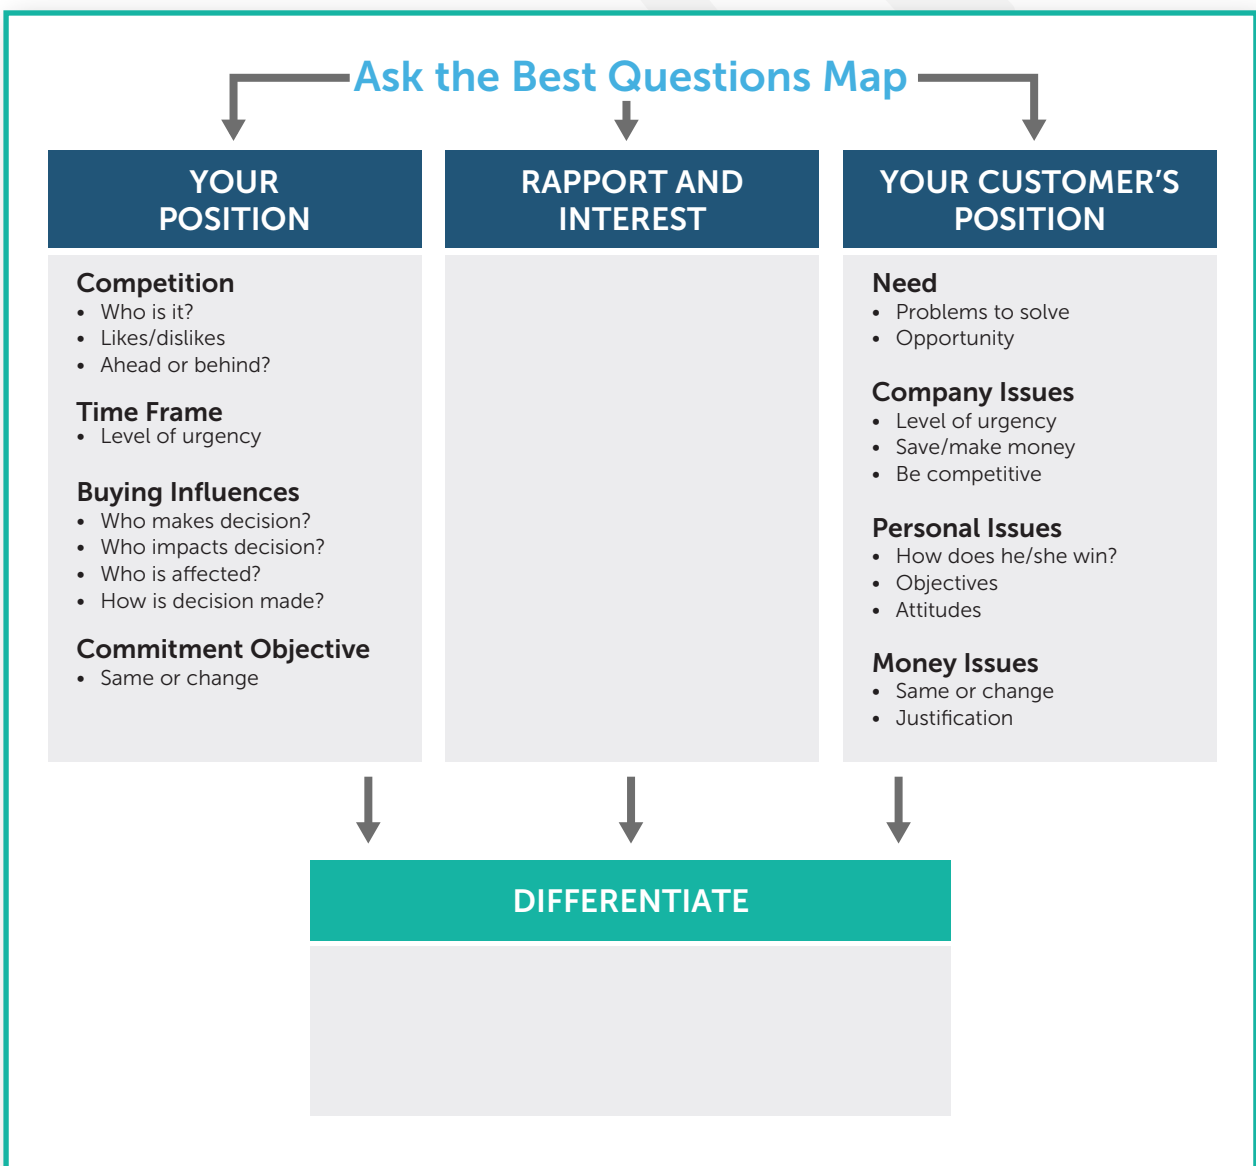 Ask the Best Questions Map
YOUR
POSITION
Competition
• Who is it?
• Likes/dislikes
• Ahead or behind?
Time Frame
• Level of urgency
Buying Influences
• Who makes decision?
• Who impacts decision?
• Who is affected?
• How is decision made?
Commitment Objective
• Same or change
RAPPORT AND
INTEREST
YOUR CUSTOMER'S
POSITION
Need
• Problems to solve
• Opportunity
Company Issues
• Level of urgency
• Save/make money
• Be competitive
Personal Issues
• How does he/she win?
• Objectives
• Attitudes
Money Issues
• Same or change
• Justification
DIFFERENTIATE